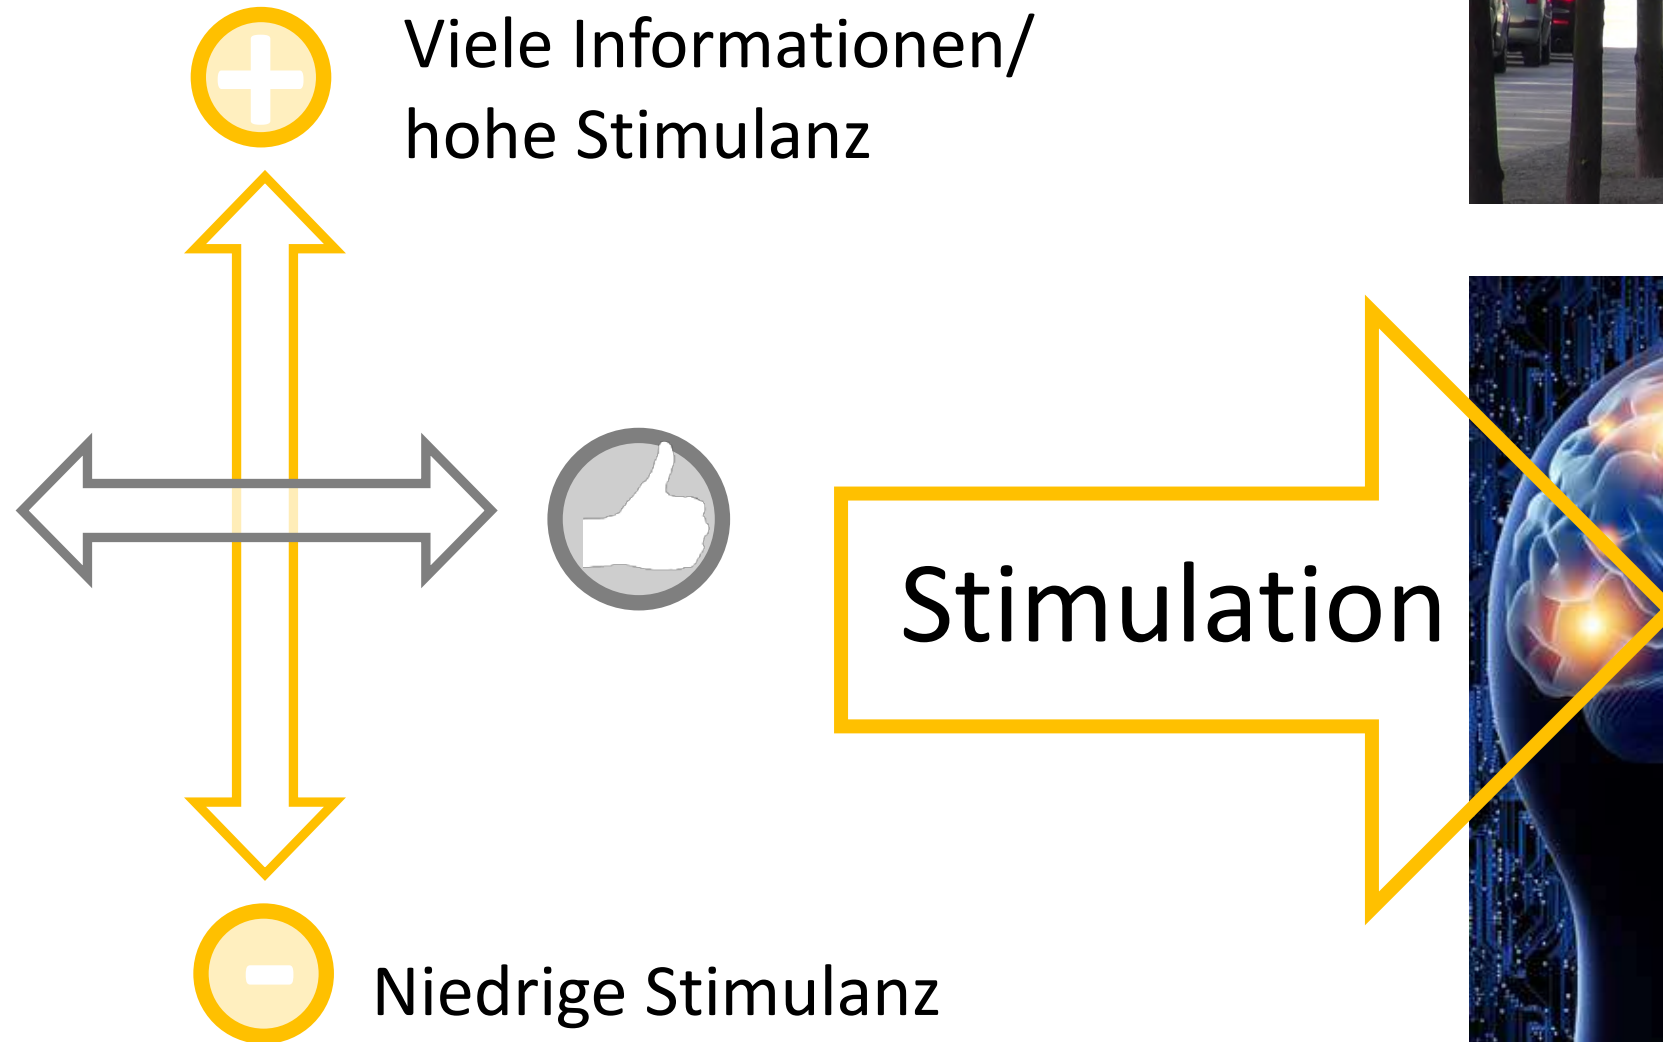 Viele Informationen/
hohe Stimulanz
Stimulation
Niedrige Stimulanz